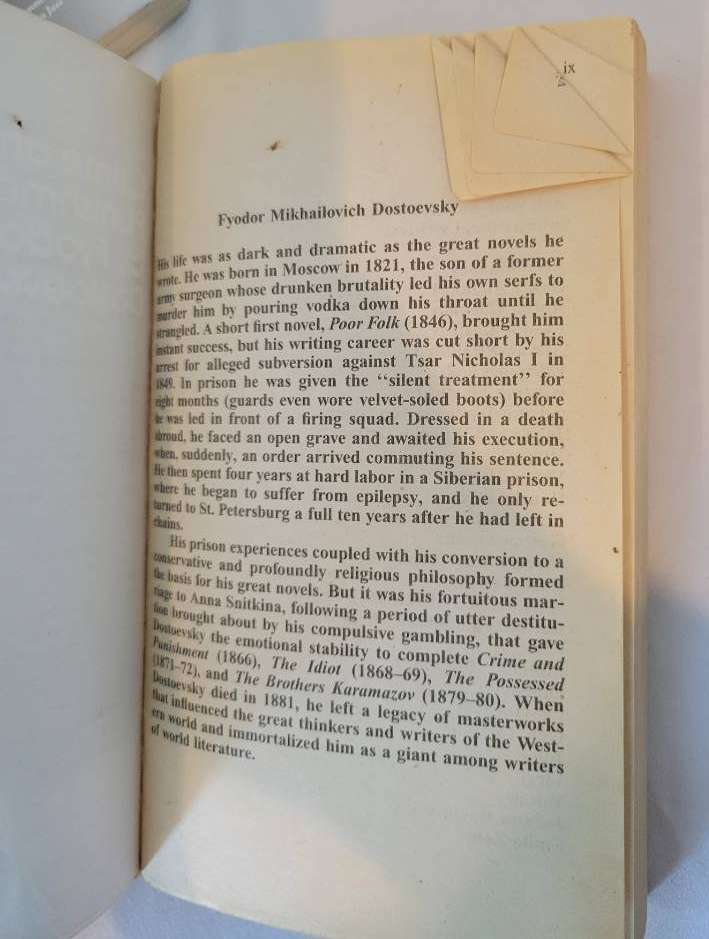 ix
Fyodor Mikhailovich Dostoevsky
His life was as dark and dramatic as the great novels he
wrote. He was born in Moscow in 1821, the son of a former
army surgeon whose drunken brutality led his own serfs to
murder him by pouring vodka down his throat until he
strangled. A short first novel, Poor Folk (1846), brought him
instant success, but his writing career was cut short by his
arrest for alleged subversion against Tsar Nicholas I in
1849. In prison he was given the “silent treatment” for
eight months (guards even wore velvet-soled boots) before
he was led in front of a firing squad. Dressed in a death
shroud, he faced an open grave and awaited his execution,
when, suddenly, an order arrived commuting his sentence.
He then spent four years at hard labor in a Siberian prison,
where he began to suffer from epilepsy, and he only re-
turned to St. Petersburg a full ten years after he had left in
chains.
His prison experiences coupled with his conversion to a
conservative and profoundly religious philosophy formed
the basis for his great novels. But it was his fortuitous mar-
riage to Anna Snitkina, following a period of utter destitu-
tion brought about by his compulsive gambling, that gave
Dostoevsky the emotional stability to complete Crime and
Punishment (1866), The Idiot (1868–69), The Possessed
(1871–72), and The Brothers Karamazov (1879–80). When
Dostoevsky died in 1881, he left a legacy of masterworks
that influenced the great thinkers and writers of the West-
ern world and immortalized him as a giant among writers
of world literature.